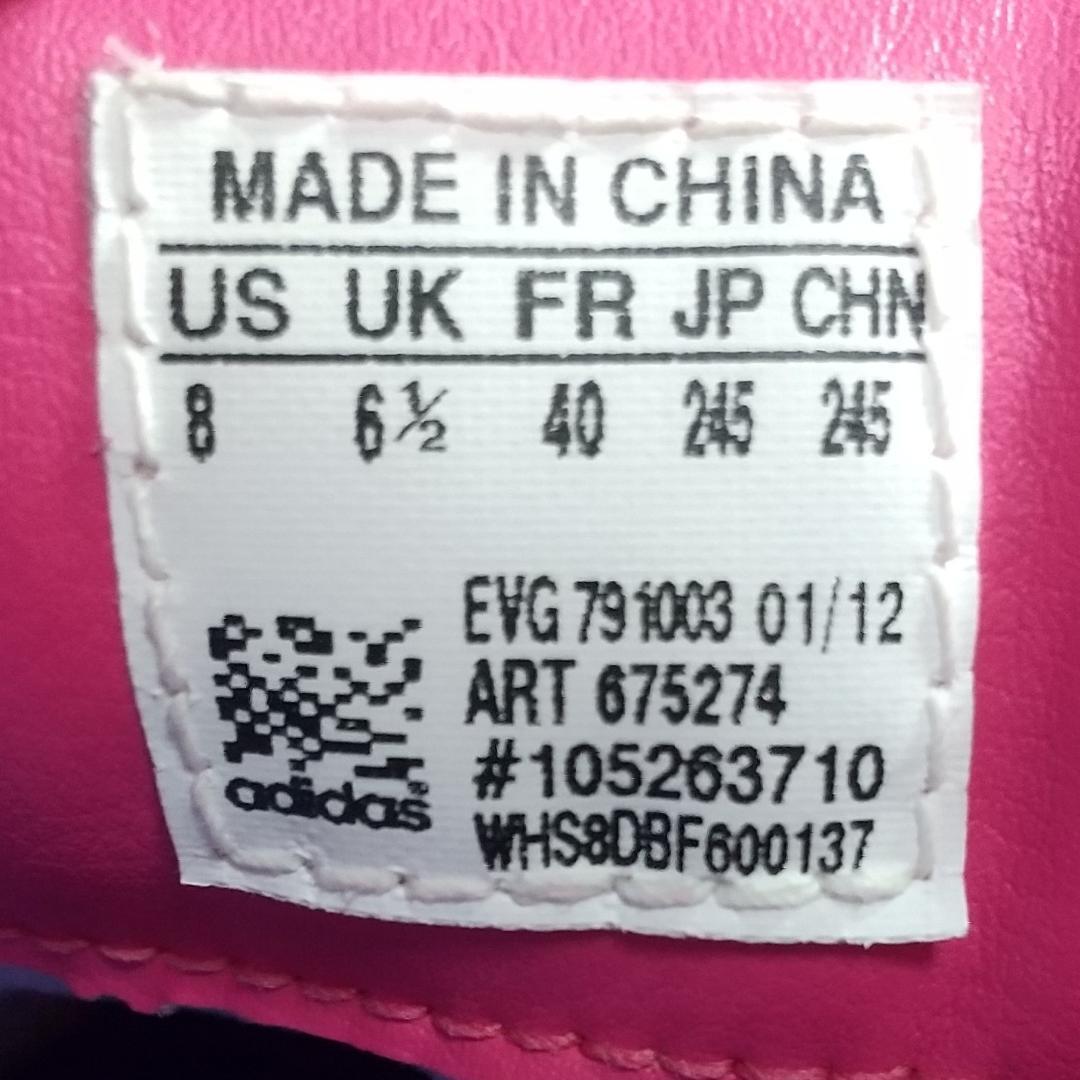 MADE IN CHINA
US UK FR JP CHN
8 6½ 40 245 245
EVG 791003 01/12
ART 675274
#105263710
WHS8DBF600137
adidas